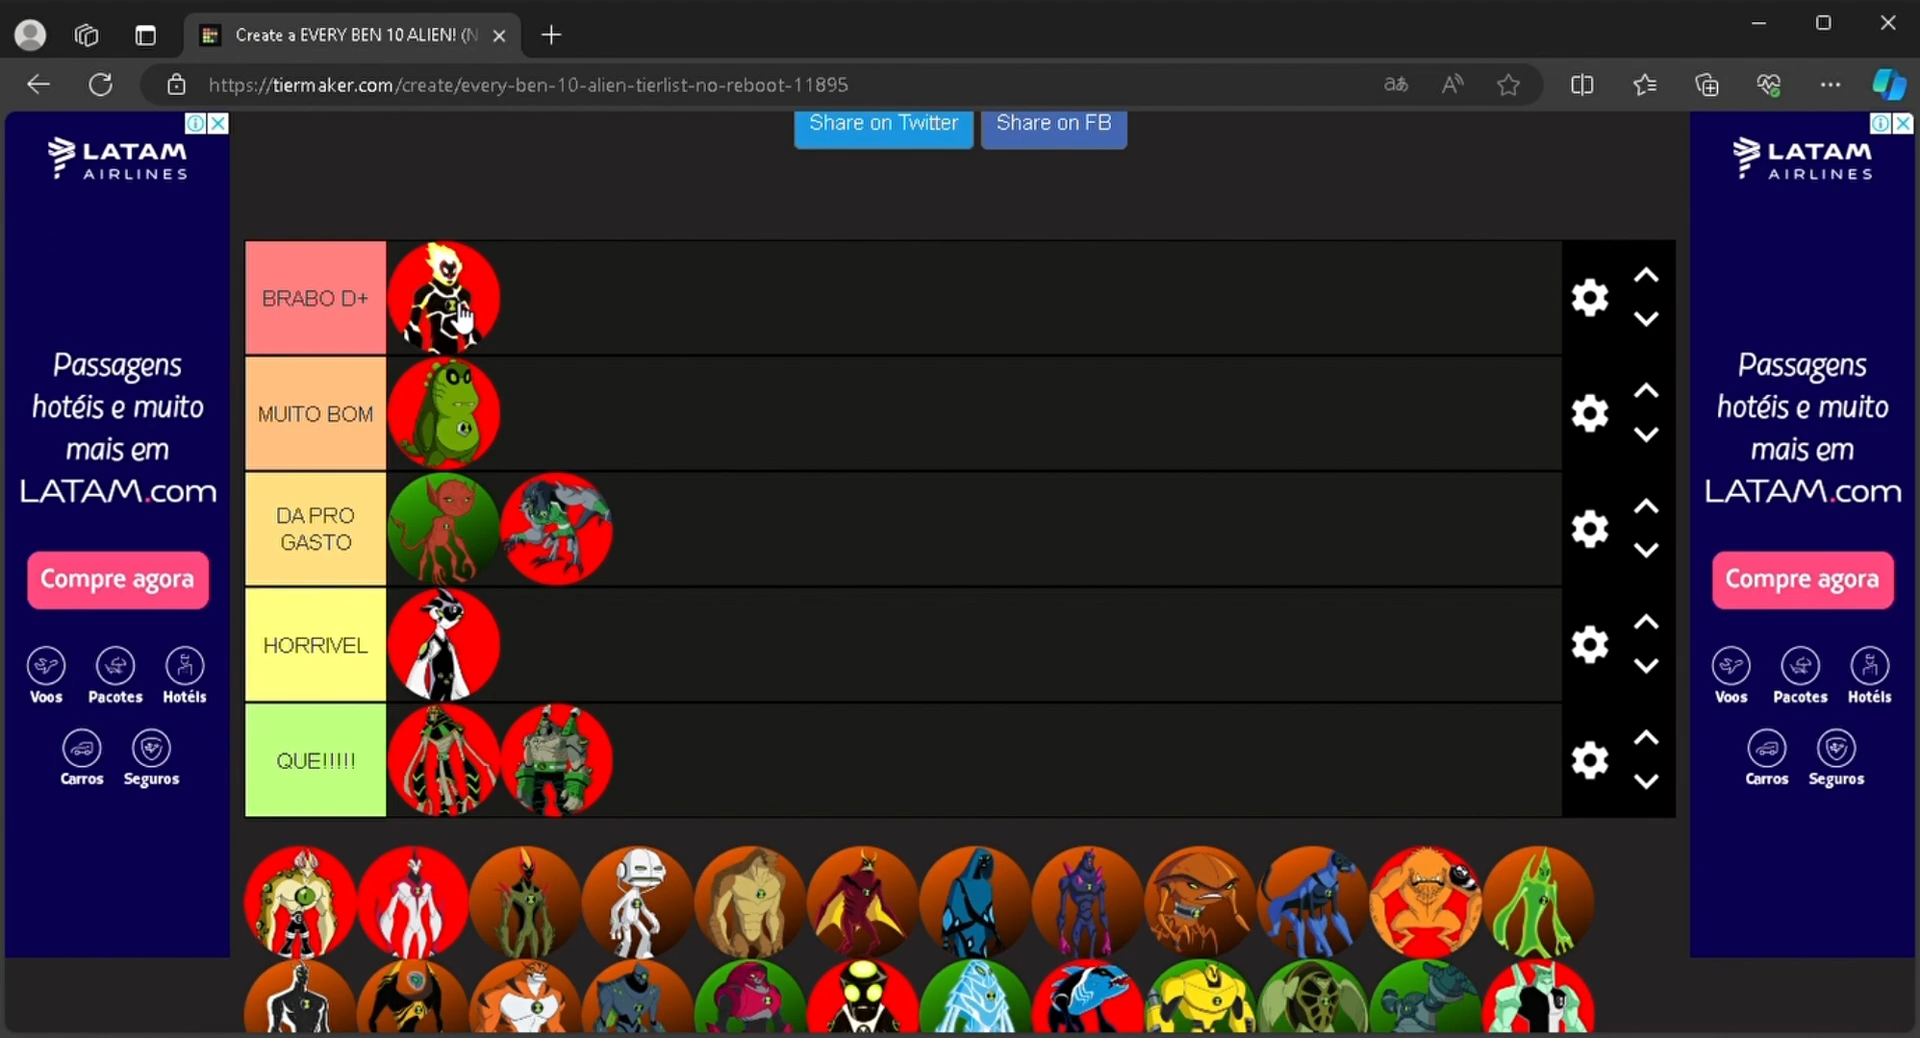 Create a EVERY BEN 10 ALIEN! (N
https://tiermaker.com/create/every-ben-10-alien-tierlist-no-reboot-11895
Share on Twitter
Share on FB
LATAM
AIRLINES
Passagens
hotéis e muito
mais em
LATAM.com
Compre agora
Voos
Pacotes
Hotéis
Carros
Seguros
BRABO D+
MUITO BOM
DA PRO
GASTO
HORRIVEL
QUE!!!!!
LATAM
AIRLINES
Passagens
hotéis e muito
mais em
LATAM.com
Compre agora
Voos
Pacotes
Hotéis
Carros
Seguros